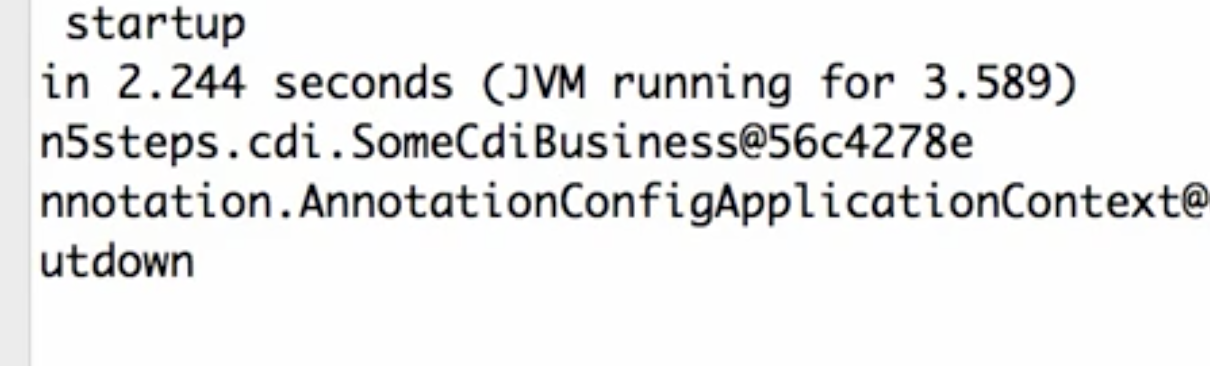 startup
in 2.244 seconds (JVM running for 3.589)
n5steps.cdi.SomeCdiBusiness@56c4278e
nnotation.AnnotationConfigApplicationContext@
utdown